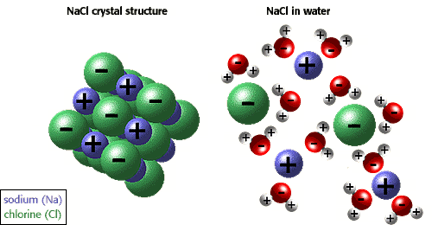 NaCl crystal structure
NaCl in water
sodium (Na)
chlorine (Cl)